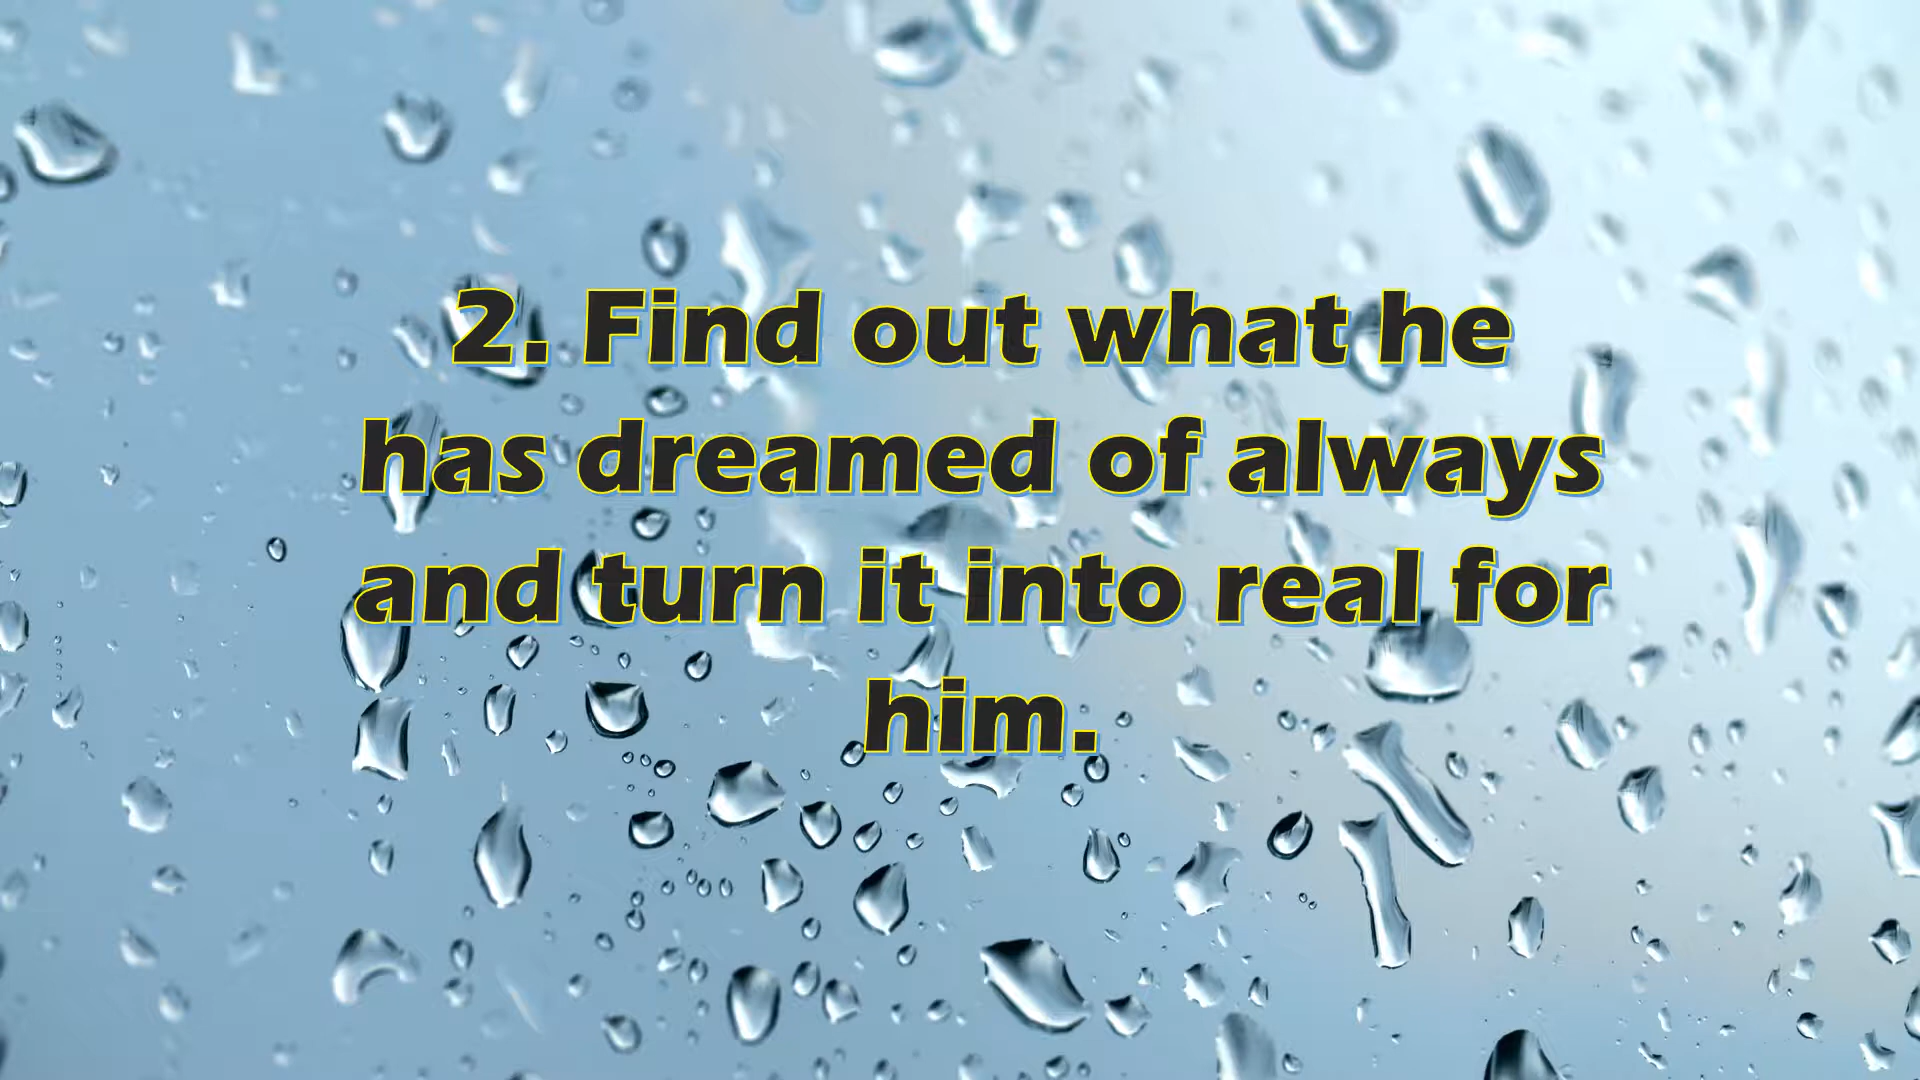 2. Find out what he
has dreamed of always
and turn it into real for
him.